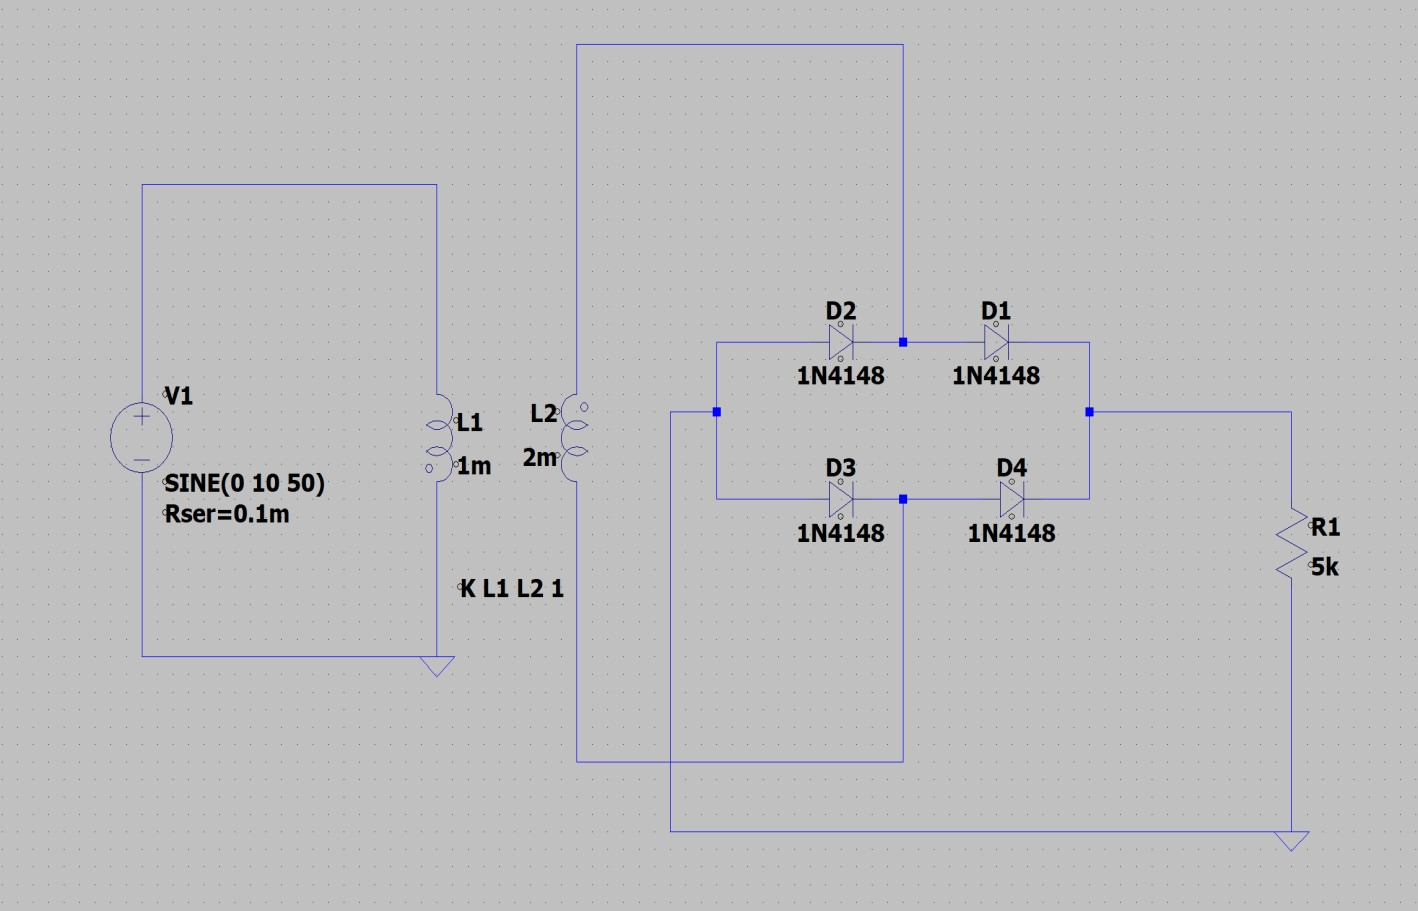 V1
SINE(0 10 50)
Rser=0.1m
L1
1m
L2
2m
K L1 L2 1
D2
1N4148
D1
1N4148
D3
1N4148
D4
1N4148
R1
5k